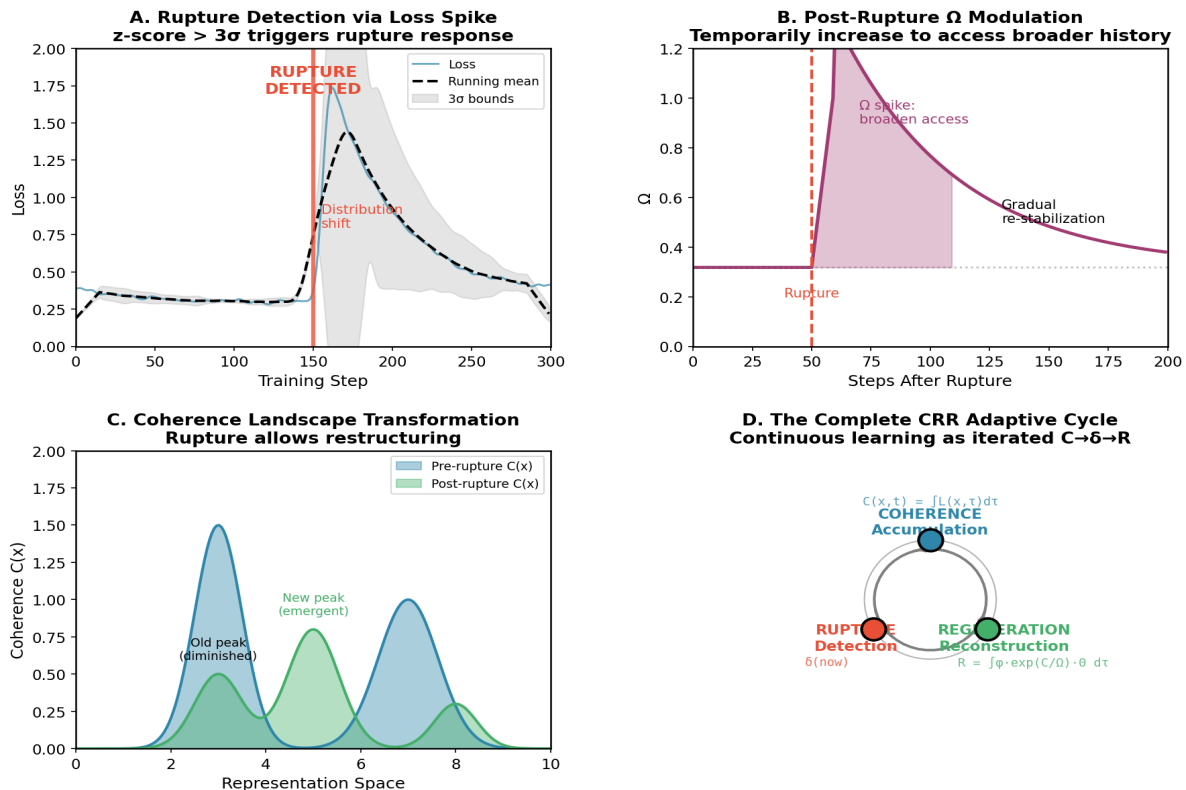 A. Rupture Detection via Loss Spike
z-score > 3σ triggers rupture response
2.00
1.75
1.50
1.25
1.00
0.75
0.50
0.25
0.00
Loss
RUPTURE
DETECTED
Loss
Running mean
3σ bounds
Distribution
shift
0 50 100 150 200 250 300
Training Step
B. Post-Rupture Ω Modulation
Temporarily increase to access broader history
1.2
1.0
0.8
0.6
0.4
0.2
0.0
Ω
Ω spike:
broaden access
Gradual
re-stabilization
Rupture
0 25 50 75 100 125 150 175 200
Steps After Rupture
C. Coherence Landscape Transformation
Rupture allows restructuring
2.00
1.75
1.50
1.25
1.00
0.75
0.50
0.25
0.00
Coherence C(x)
Pre-rupture C(x)
Post-rupture C(x)
New peak
(emergent)
Old peak
(diminished)
0 2 4 6 8 10
Representation Space
D. The Complete CRR Adaptive Cycle
Continuous learning as iterated C→δ→R
C(x,t) = ∫L(x,τ)dτ
COHERENCE
Accumulation
RUPTURE
Detection
δ(now)
REGENERATION
Reconstruction
R = ∫φ·exp(C/Ω)·Θ dτ